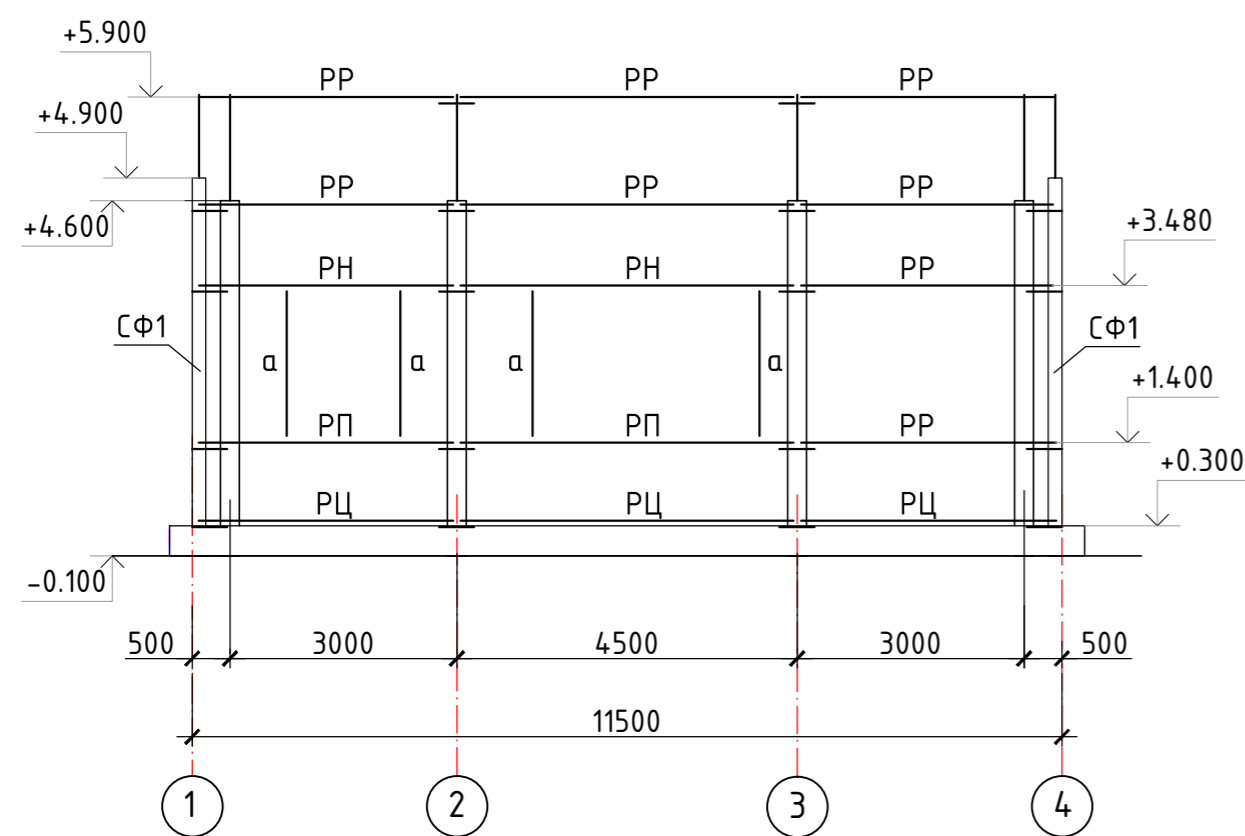 +5.900
РР РР РР
+4.900
РР РР РР
+4.600
+3.480
РН РН РР
СФ1 СФ1
а а а а
+1.400
РП РП РР
+0.300
РЦ РЦ РЦ
-0.100
500 3000 4500 3000 500
11500
1 2 3 4